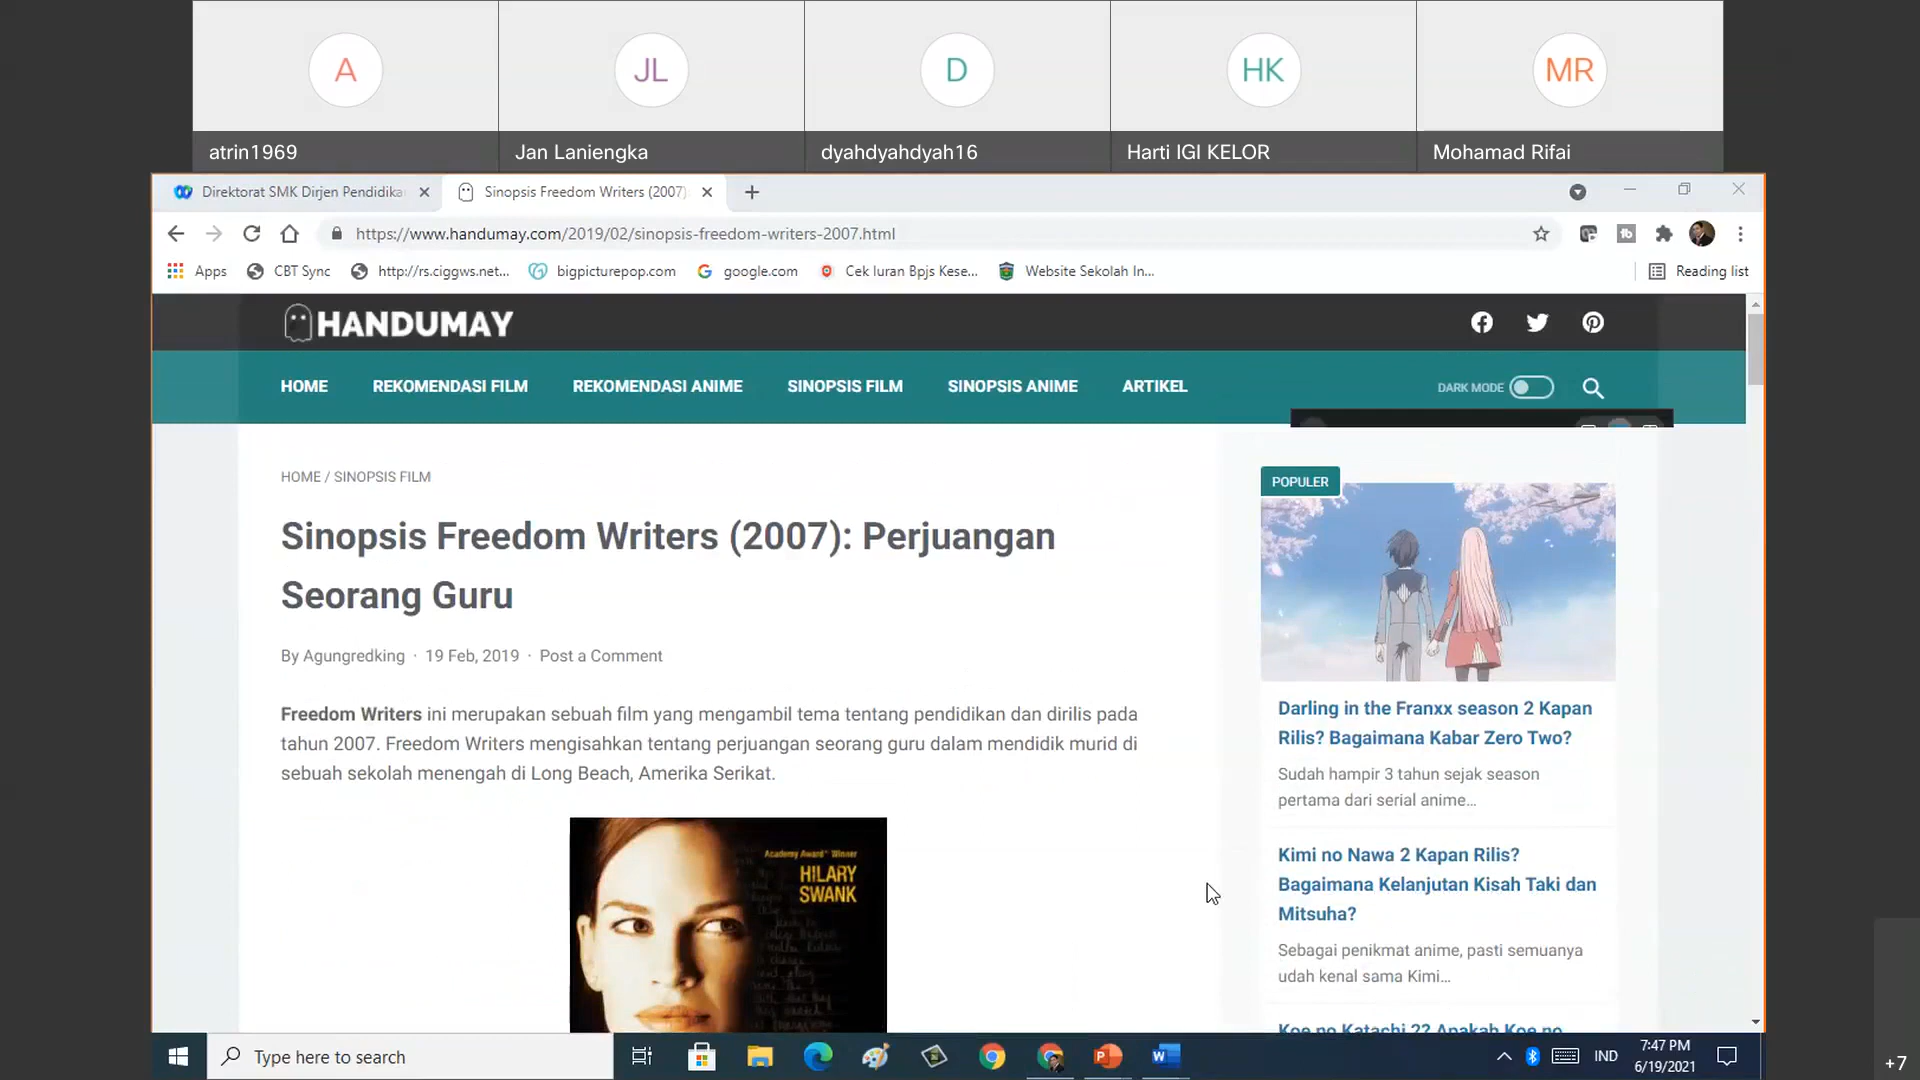 A
JL
D
HK
MR
atrin1969
Jan Laniengka
dyahdyahdyah16
Harti IGI KELOR
Mohamad Rifai
Direktorat SMK Dirjen Pendidika
Sinopsis Freedom Writers (2007)
https://www.handumay.com/2019/02/sinopsis-freedom-writers-2007.html
Apps
CBT Sync
http://rs.ciggws.net...
bigpicturepop.com
google.com
Cek Iuran Bpjs Kese...
Website Sekolah In...
Reading list
HANDUMAY
HOME
REKOMENDASI FILM
REKOMENDASI ANIME
SINOPSIS FILM
SINOPSIS ANIME
ARTIKEL
DARK MODE
HOME / SINOPSIS FILM
Sinopsis Freedom Writers (2007): Perjuangan
Seorang Guru
By Agungredking · 19 Feb, 2019 · Post a Comment
Freedom Writers ini merupakan sebuah film yang mengambil tema tentang pendidikan dan dirilis pada
tahun 2007. Freedom Writers mengisahkan tentang perjuangan seorang guru dalam mendidik murid di
sebuah sekolah menengah di Long Beach, Amerika Serikat.
Academy Award Winner
HILARY
SWANK
POPULER
Darling in the Franxx season 2 Kapan
Rilis? Bagaimana Kabar Zero Two?
Sudah hampir 3 tahun sejak season
pertama dari serial anime...
Kimi no Nawa 2 Kapan Rilis?
Bagaimana Kelanjutan Kisah Taki dan
Mitsuha?
Sebagai penikmat anime, pasti semuanya
udah kenal sama Kimi...
Koe no Katachi 2? Apakah Koe no
Type here to search
IND
7:47 PM
6/19/2021
+7